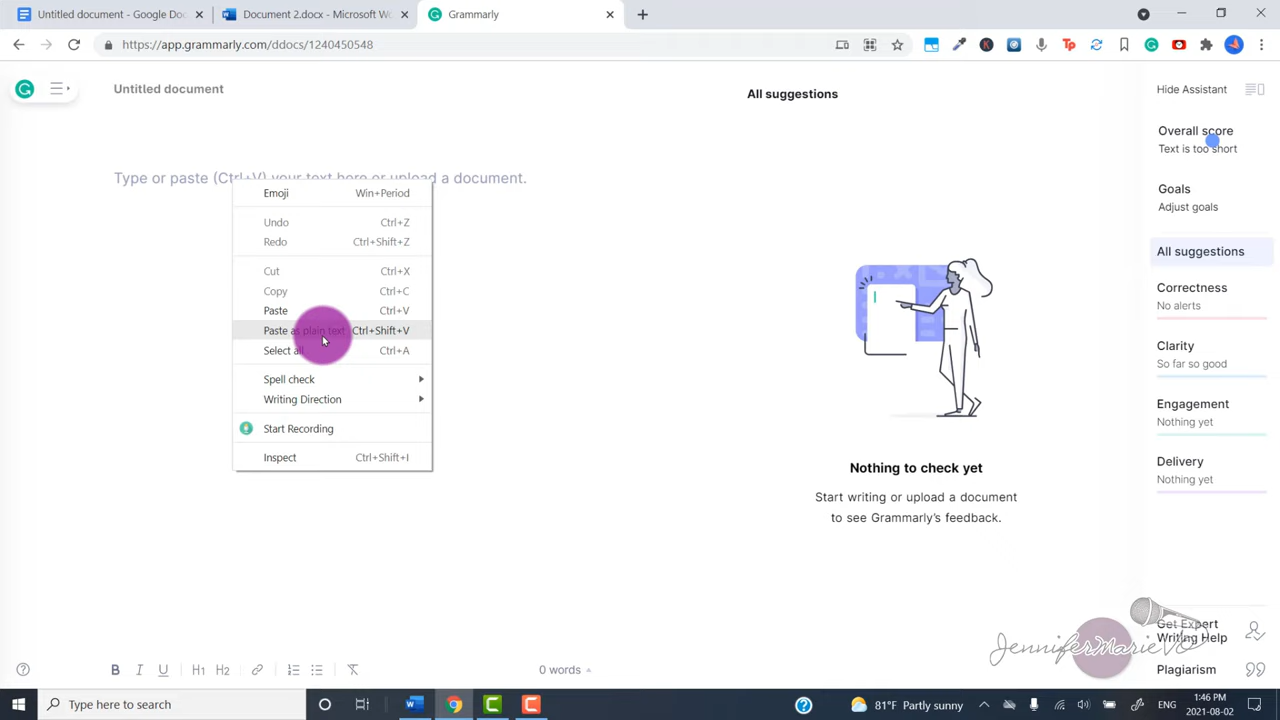 Untitled document - Google Do
Document 2.docx - Microsoft W
Grammarly
https://app.grammarly.com/ddocs/1240450548
Untitled document
All suggestions
Hide Assistant
Overall score
Text is too short
Type or paste (Ctrl+V) your text here or upload a document.
Emoji Win+Period
Undo Ctrl+Z
Redo Ctrl+Shift+Z
Cut Ctrl+X
Copy Ctrl+C
Paste Ctrl+V
Paste as plain text Ctrl+Shift+V
Select all Ctrl+A
Spell check
Writing Direction
Start Recording
Inspect Ctrl+Shift+I
Nothing to check yet
Start writing or upload a document
to see Grammarly's feedback.
Goals
Adjust goals
All suggestions
Correctness
No alerts
Clarity
So far so good
Engagement
Nothing yet
Delivery
Nothing yet
Get Expert
Writing Help
Plagiarism
B I U H1 H2
0 words
Type here to search
81°F Partly sunny
ENG
1:46 PM
2021-08-02